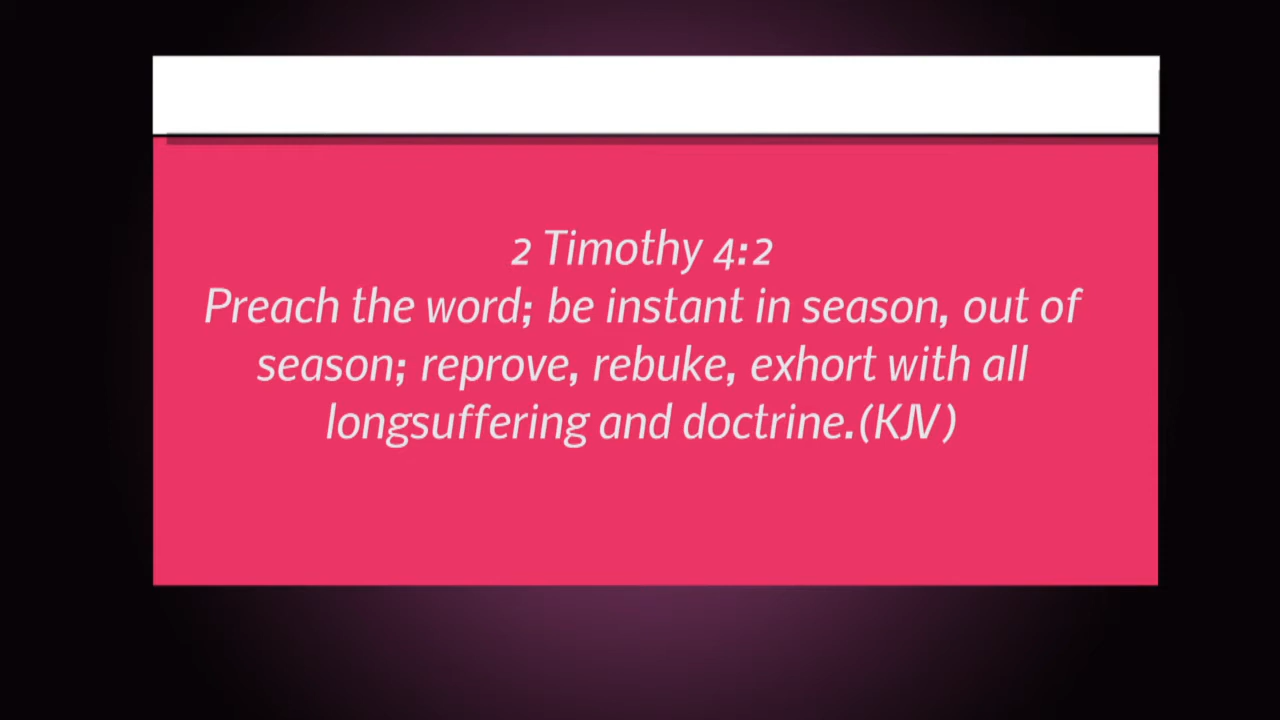 2 Timothy 4:2
Preach the word; be instant in season, out of
season; reprove, rebuke, exhort with all
longsuffering and doctrine.(KJV)